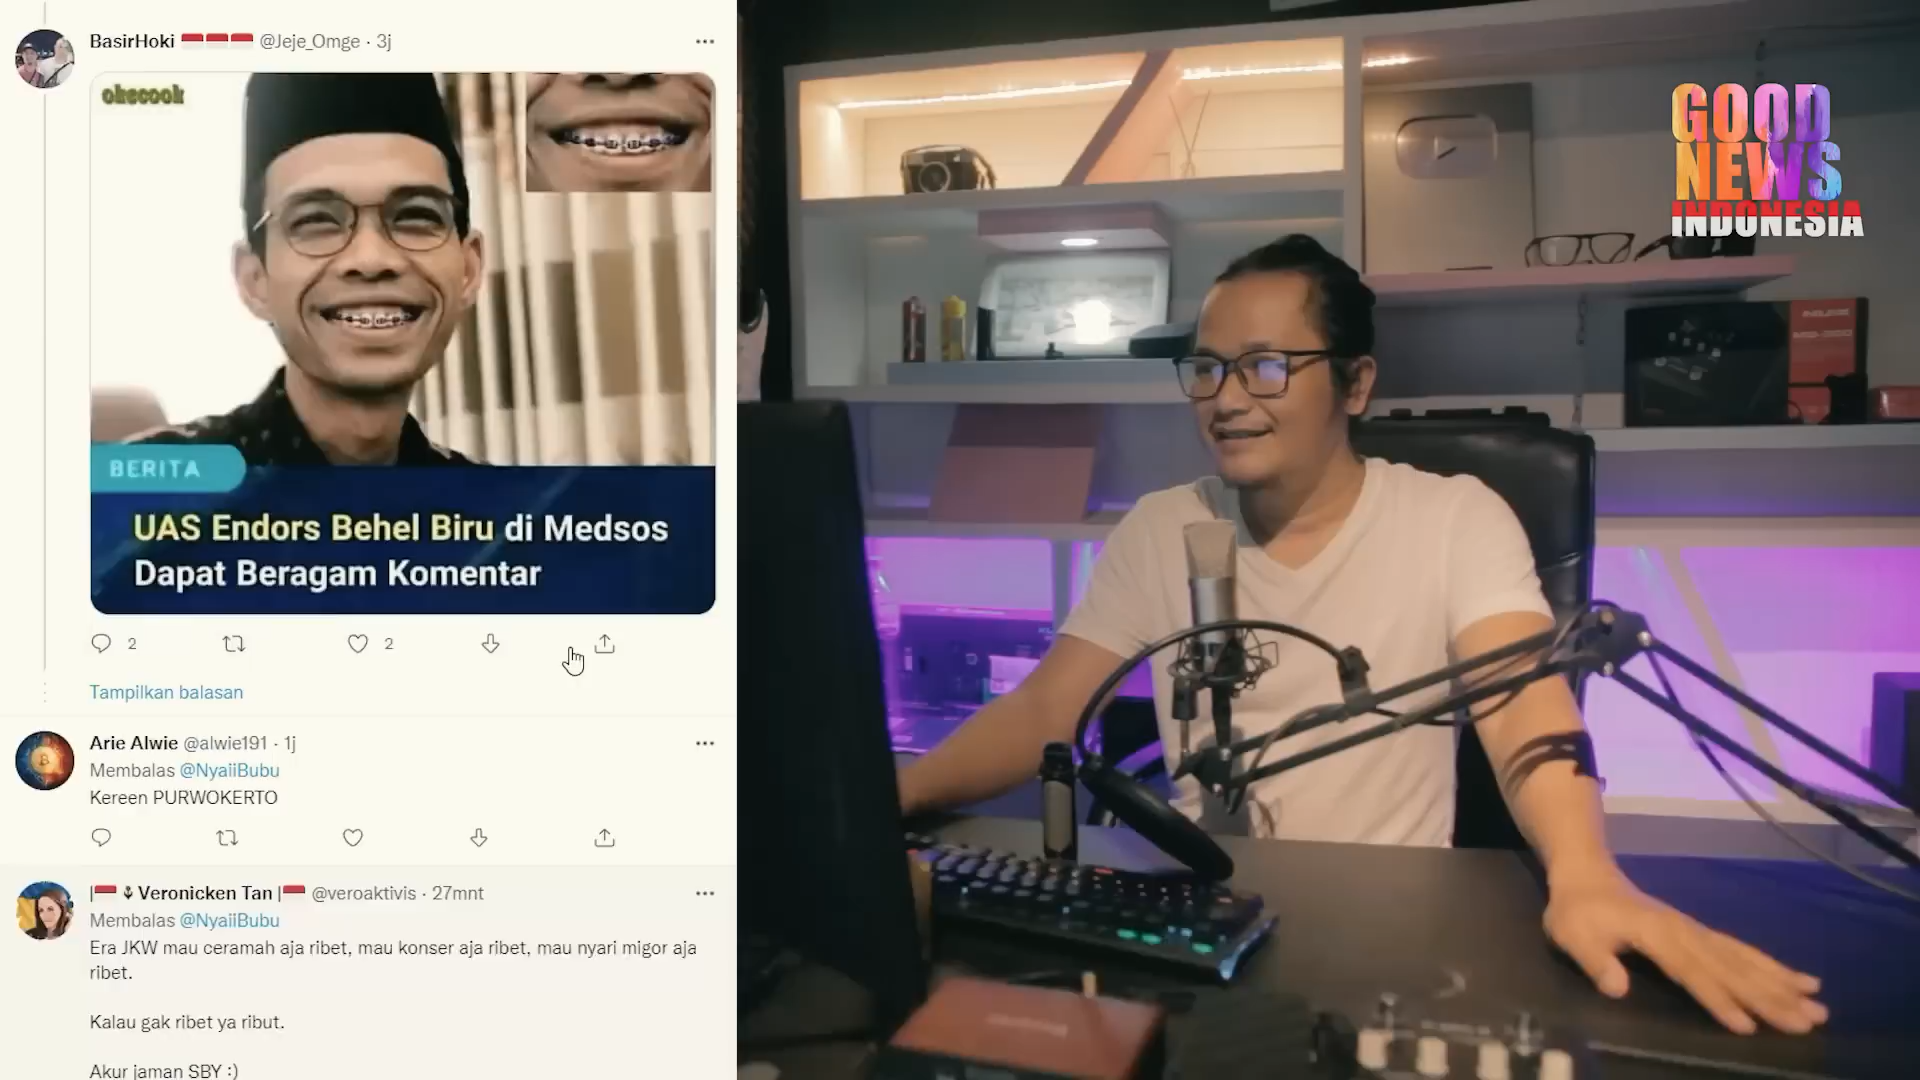 BasirHoki @Jeje_Omge · 3j
okecook
BERITA
UAS Endors Behel Biru di Medsos
Dapat Beragam Komentar
2
2
Tampilkan balasan
Arie Alwie @alwie191 · 1j
Membalas @NyaiiBubu
Kereen PURWOKERTO
| Veronicken Tan | @veroaktivis · 27mnt
Membalas @NyaiiBubu
Era JKW mau ceramah aja ribet, mau konser aja ribet, mau nyari migor aja
ribet.
Kalau gak ribet ya ribut.
Akur jaman SBY :)
GOOD
NEWS
INDONESIA